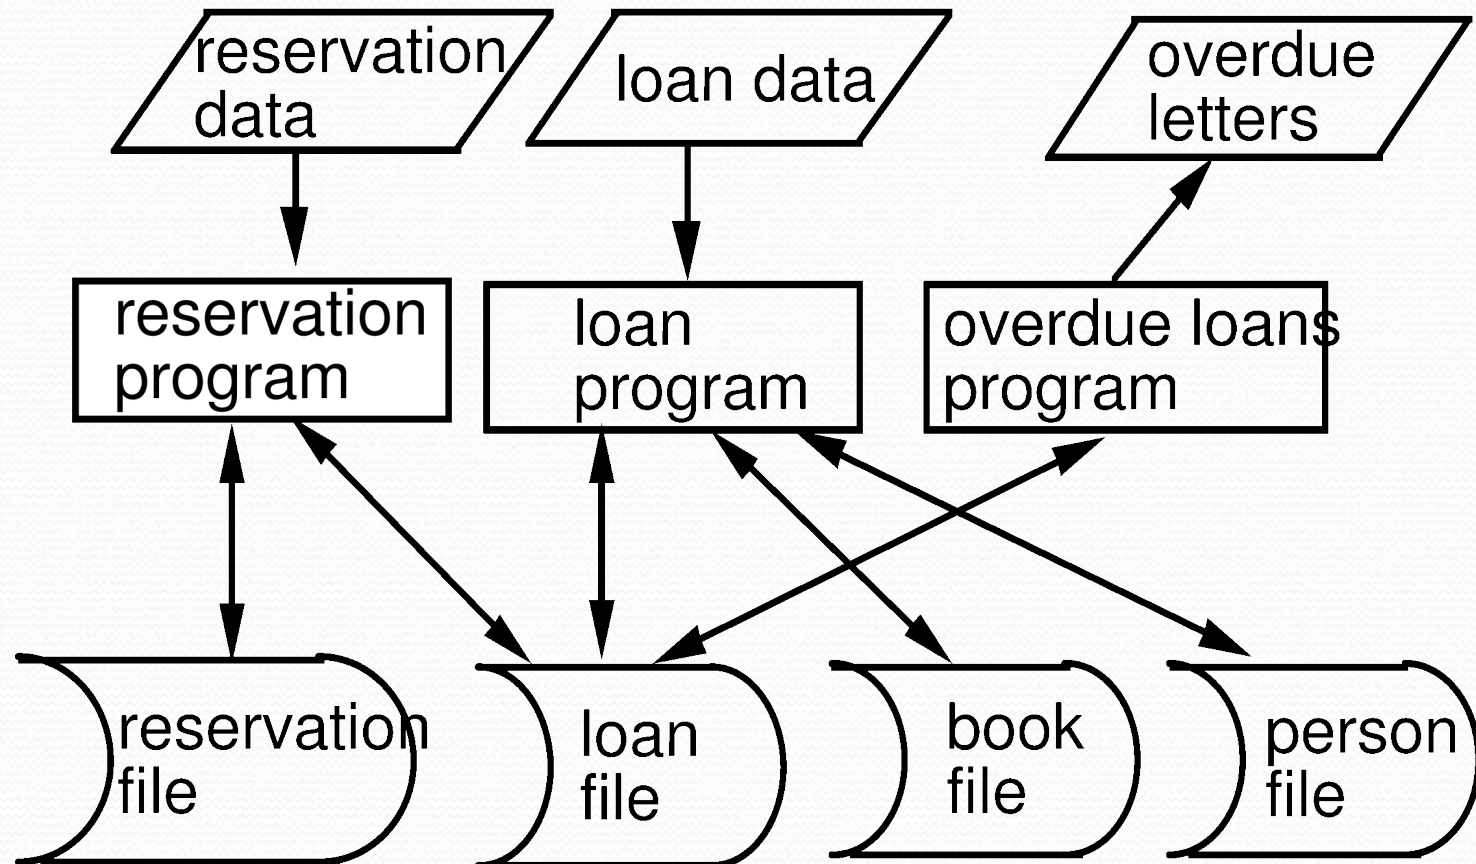 reservation
data
loan data
overdue
letters
reservation
program
loan
program
overdue loans
program
reservation
file
loan
file
book
file
person
file